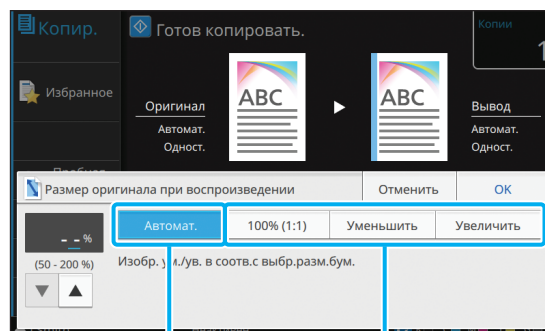 Копир.
Готов копировать.
Копии
1
Избранное
Оригинал
Автомат.
Одност.
ABC
ABC
Вывод
Автомат.
Одност.
Размер оригинала при воспроизведении
Отменить
OK
- - %
(50 - 200 %)
Автомат.
100% (1:1)
Уменьшить
Увеличить
Изобр. ум./ув. в соотв.с выбр.разм.бум.